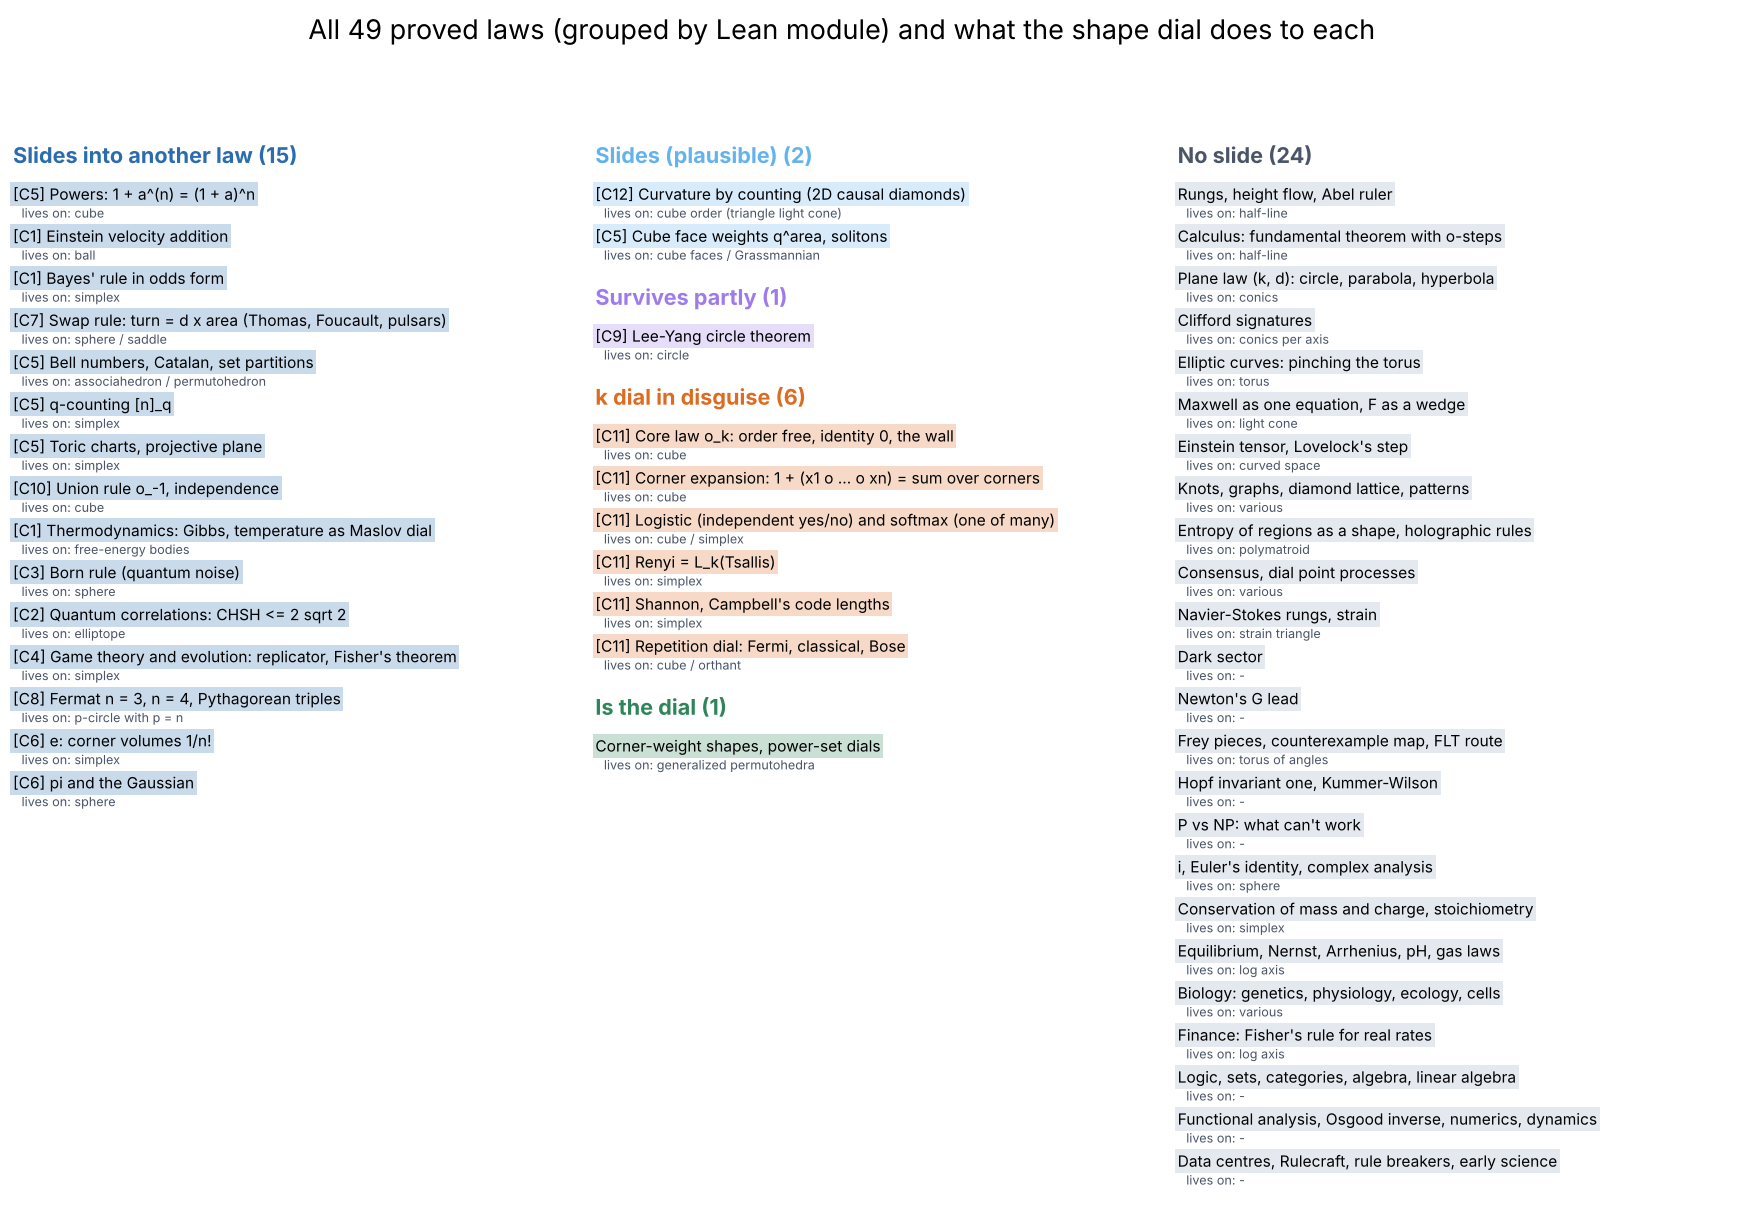 All 49 proved laws (grouped by Lean module) and what the shape dial does to each
Slides into another law (15)
[C5] Powers: 1 + a^(n) = (1 + a)^n
lives on: cube
[C1] Einstein velocity addition
lives on: ball
[C1] Bayes' rule in odds form
lives on: simplex
[C7] Swap rule: turn = d x area (Thomas, Foucault, pulsars)
lives on: sphere / saddle
[C5] Bell numbers, Catalan, set partitions
lives on: associahedron / permutohedron
[C5] q-counting [n]_q
lives on: simplex
[C5] Toric charts, projective plane
lives on: simplex
[C10] Union rule o_-1, independence
lives on: cube
[C1] Thermodynamics: Gibbs, temperature as Maslov dial
lives on: free-energy bodies
[C3] Born rule (quantum noise)
lives on: sphere
[C2] Quantum correlations: CHSH <= 2 sqrt 2
lives on: elliptope
[C4] Game theory and evolution: replicator, Fisher's theorem
lives on: simplex
[C8] Fermat n = 3, n = 4, Pythagorean triples
lives on: p-circle with p = n
[C6] e: corner volumes 1/n!
lives on: simplex
[C6] pi and the Gaussian
lives on: sphere
Slides (plausible) (2)
[C12] Curvature by counting (2D causal diamonds)
lives on: cube order (triangle light cone)
[C5] Cube face weights q^area, solitons
lives on: cube faces / Grassmannian
Survives partly (1)
[C9] Lee-Yang circle theorem
lives on: circle
k dial in disguise (6)
[C11] Core law o_k: order free, identity 0, the wall
lives on: cube
[C11] Corner expansion: 1 + (x1 o ... o xn) = sum over corners
lives on: cube
[C11] Logistic (independent yes/no) and softmax (one of many)
lives on: cube / simplex
[C11] Renyi = L_k(Tsallis)
lives on: simplex
[C11] Shannon, Campbell's code lengths
lives on: simplex
[C11] Repetition dial: Fermi, classical, Bose
lives on: cube / orthant
Is the dial (1)
Corner-weight shapes, power-set dials
lives on: generalized permutohedra
No slide (24)
Rungs, height flow, Abel ruler
lives on: half-line
Calculus: fundamental theorem with o-steps
lives on: half-line
Plane law (k, d): circle, parabola, hyperbola
lives on: conics
Clifford signatures
lives on: conics per axis
Elliptic curves: pinching the torus
lives on: torus
Maxwell as one equation, F as a wedge
lives on: light cone
Einstein tensor, Lovelock's step
lives on: curved space
Knots, graphs, diamond lattice, patterns
lives on: various
Entropy of regions as a shape, holographic rules
lives on: polymatroid
Consensus, dial point processes
lives on: various
Navier-Stokes rungs, strain
lives on: strain triangle
Dark sector
lives on: -
Newton's G lead
lives on: -
Frey pieces, counterexample map, FLT route
lives on: torus of angles
Hopf invariant one, Kummer-Wilson
lives on: -
P vs NP: what can't work
lives on: -
i, Euler's identity, complex analysis
lives on: sphere
Conservation of mass and charge, stoichiometry
lives on: simplex
Equilibrium, Nernst, Arrhenius, pH, gas laws
lives on: log axis
Biology: genetics, physiology, ecology, cells
lives on: various
Finance: Fisher's rule for real rates
lives on: log axis
Logic, sets, categories, algebra, linear algebra
lives on: -
Functional analysis, Osgood inverse, numerics, dynamics
lives on: -
Data centres, Rulecraft, rule breakers, early science
lives on: -